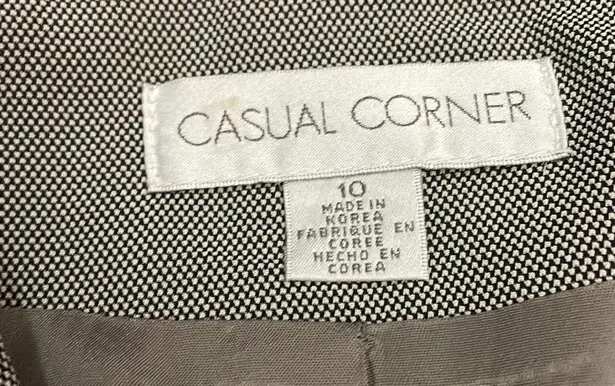 CASUAL CORNER
10
MADE IN
KOREA
FABRIQUE EN
COREE
HECHO EN
COREA